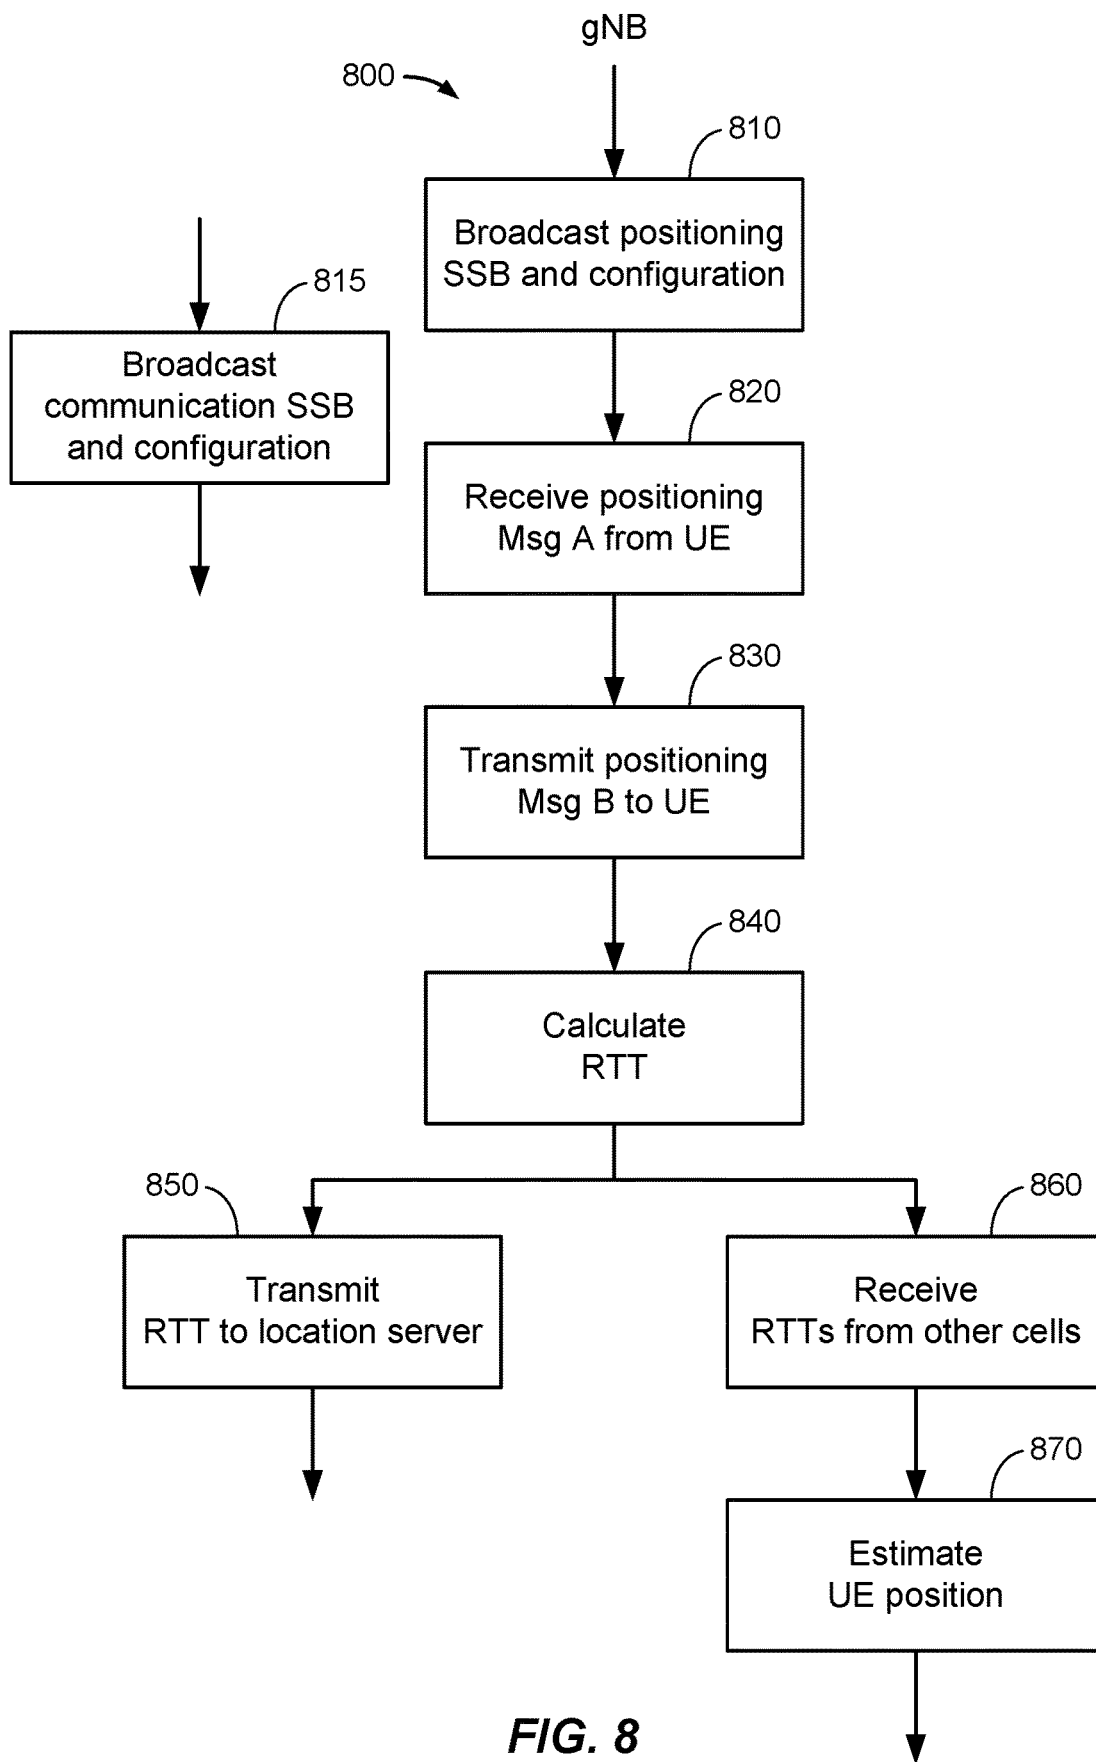 gNB
800
810
Broadcast positioning
SSB and configuration
815
Broadcast
communication SSB
and configuration
820
Receive positioning
Msg A from UE
830
Transmit positioning
Msg B to UE
840
Calculate
RTT
850
Transmit
RTT to location server
860
Receive
RTTs from other cells
870
Estimate
UE position
FIG. 8